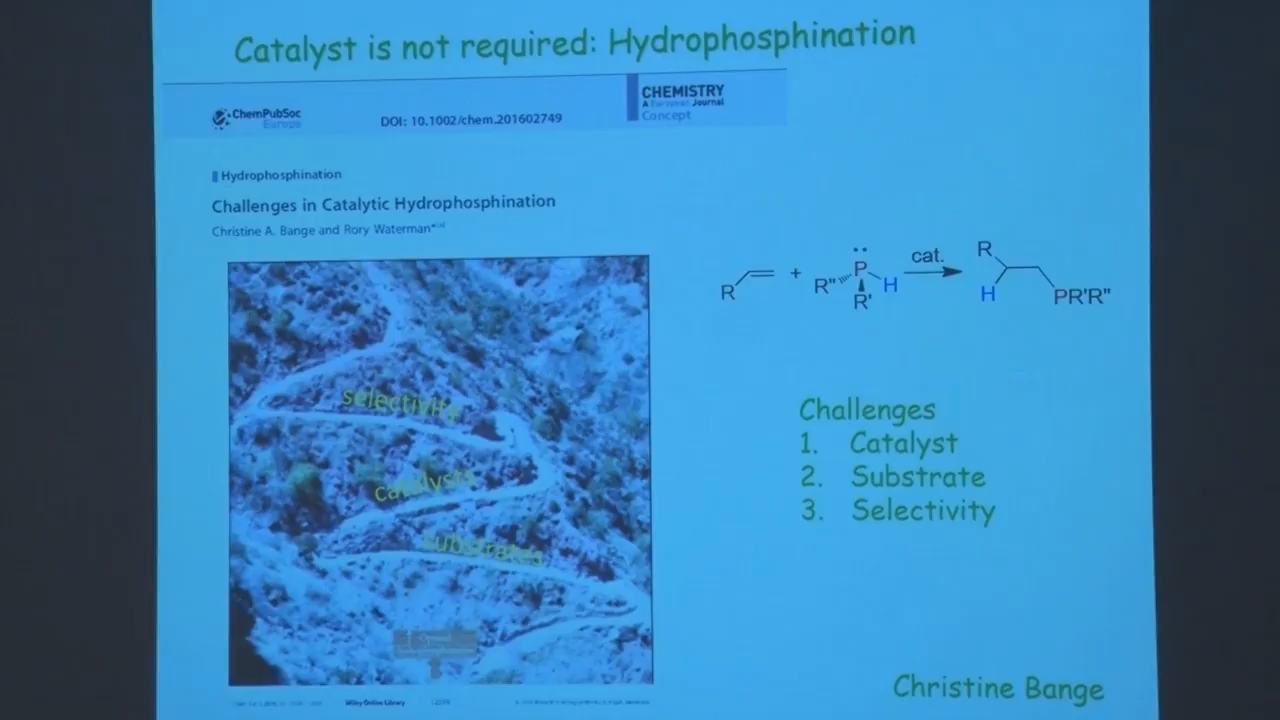 Catalyst is not required: Hydrophosphination
ChemPubSoc
Europe
DOI: 10.1002/chem.201602749
CHEMISTRY
A European Journal
Concept
Hydrophosphination
Challenges in Catalytic Hydrophosphination
Christine A. Bange and Rory Waterman*
selectivity
catalysts
substrates
R
+
R"
P
H
R'
cat.
R
H
PR'R"
Challenges
1. Catalyst
2. Substrate
3. Selectivity
Wiley Online Library
Christine Bange